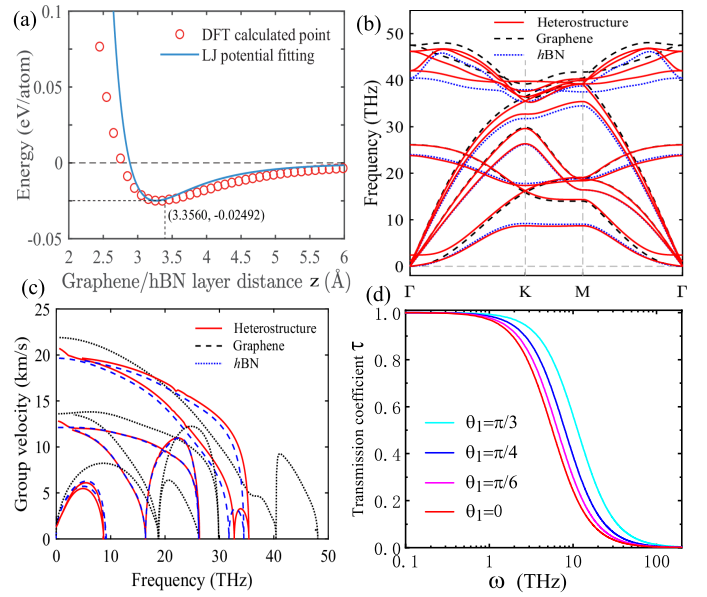 (a)
0.1
0.05
0
-0.05
Energy (eV/atom)
DFT calculated point
LJ potential fitting
(3.3560, -0.02492)
2 2.5 3 3.5 4 4.5 5 5.5 6
Graphene/hBN layer distance z (Å)
(b)
50
40
30
20
10
0
Frequency (THz)
Heterostructure
Graphene
hBN
Γ K M Γ
(c)
25
20
15
10
5
0
Group velocity (km/s)
Heterostructure
Graphene
hBN
0 10 20 30 40 50
Frequency (THz)
(d)
1.0
0.8
0.6
0.4
0.2
0.0
Transmission coefficient τ
θ1=π/3
θ1=π/4
θ1=π/6
θ1=0
0.1 1 10 100
ω (THz)